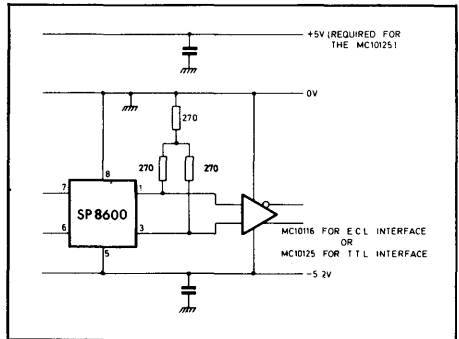 +5V (REQUIRED FOR
THE MC10125)
0V
270
270
270
8
7
1
SP8600
6
3
5
MC10116 FOR ECL INTERFACE
OR
MC10125 FOR TTL INTERFACE
-5 2V